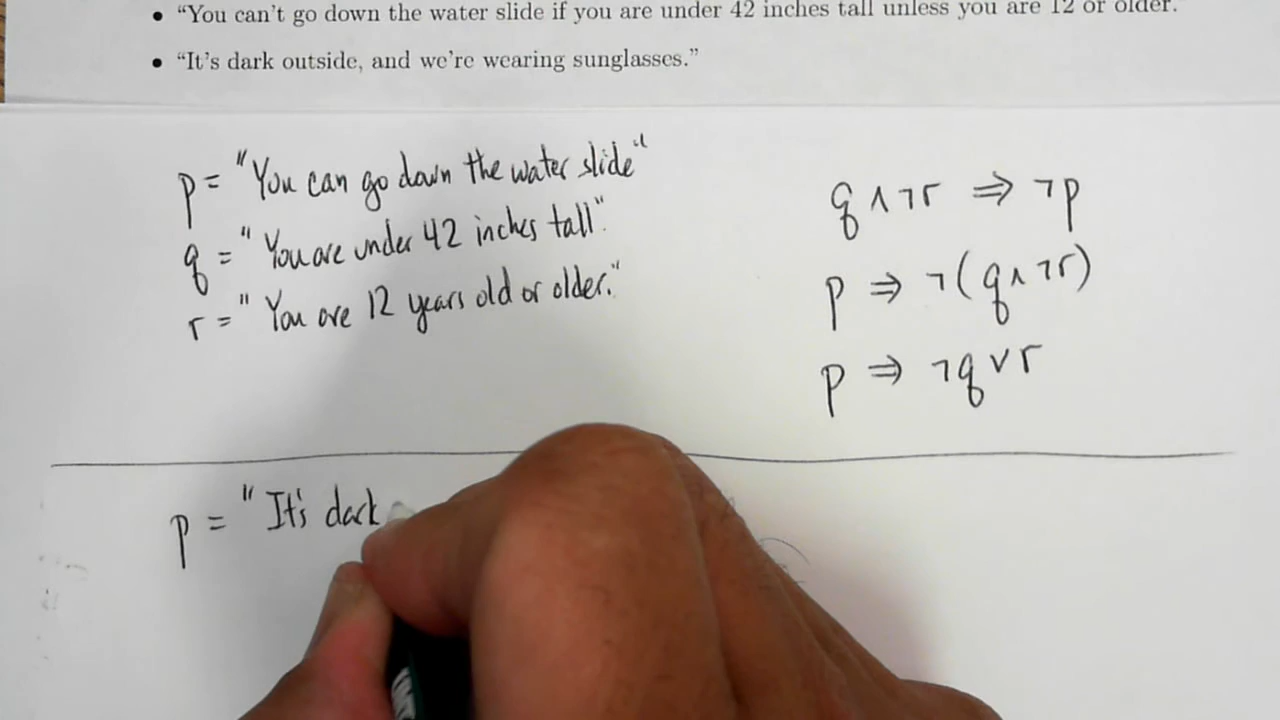 • “You can’t go down the water slide if you are under 42 inches tall unless you are 12 or older.”
• “It’s dark outside, and we’re wearing sunglasses.”
p = "You can go down the water slide"
q = "You are under 42 inches tall".
r = "You are 12 years old or older."
q ∧ ¬r ⇒ ¬p
p ⇒ ¬(q ∧ ¬r)
p ⇒ ¬q ∨ r
p = "It's dark